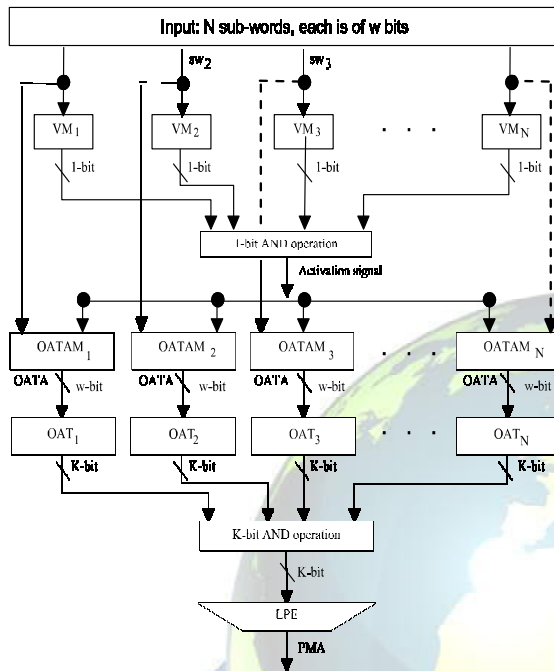 Input: N sub-words, each is of w bits
sw2 sw3
VM1 VM2 VM3 . . . VMN
1-bit 1-bit 1-bit 1-bit
1-bit AND operation
Activation signal
OATAM1 OATAM2 OATAM3 . . . OATAMN
OATA w-bit OATA w-bit OATA w-bit OATA w-bit
OAT1 OAT2 OAT3 . . . OATN
K-bit K-bit K-bit K-bit
K-bit AND operation
K-bit
LPE
PMA